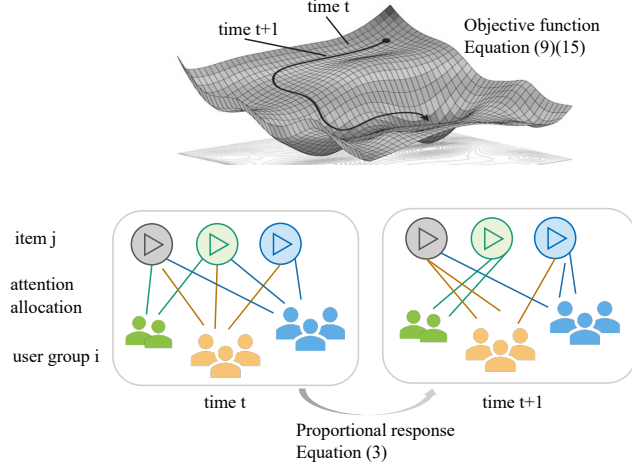 time t
time t+1
Objective function
Equation (9)(15)
item j
attention
allocation
user group i
time t
time t+1
Proportional response
Equation (3)